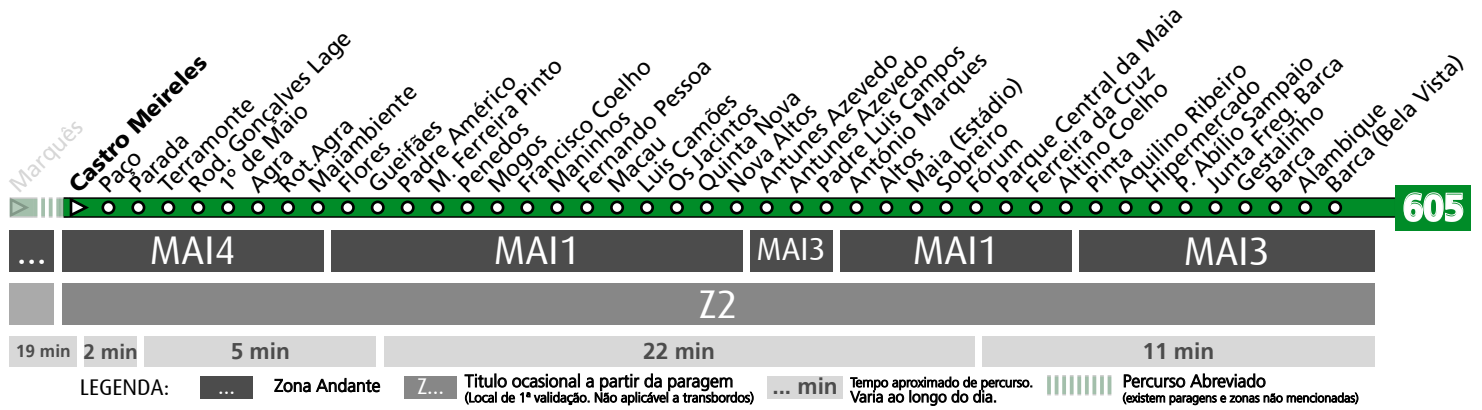 Marquês
Castro Meireles
Paço
Parada
Terramonte
Rod. Gonçalves Lage
1º de Maio
Agra
Rot. Agra
Maiambiente
Flores
Gueifães
Padre Américo
M. Ferreira Pinto
Penedos
Mogos
Francisco Coelho
Maninhos
Fernando Pessoa
Macau
Luis Camões
Os Jacintos
Quinta Nova
Nova Altos
Antunes Azevedo
Antunes Azevedo
Padre Luis Campos
António Marques
Altos
Maia (Estádio)
Sobreiro
Fórum
Parque Central da Maia
Ferreira da Cruz
Altino Coelho
Pinta
Aquilino Ribeiro
Hipermercado
P. Abílio Sampaio
Junta Freg. Barca
Gestalinho
Barca
Alambique
Barca (Bela Vista)
605
... MAI4 MAI1 MAI3 MAI1 MAI3
Z2
19 min 2 min 5 min 22 min 11 min
LEGENDA:
... Zona Andante
Z... Titulo ocasional a partir da paragem
(Local de 1ª validação. Não aplicável a transbordos)
... min Tempo aproximado de percurso.
Varia ao longo do dia.
Percurso Abreviado
(existem paragens e zonas não mencionadas)